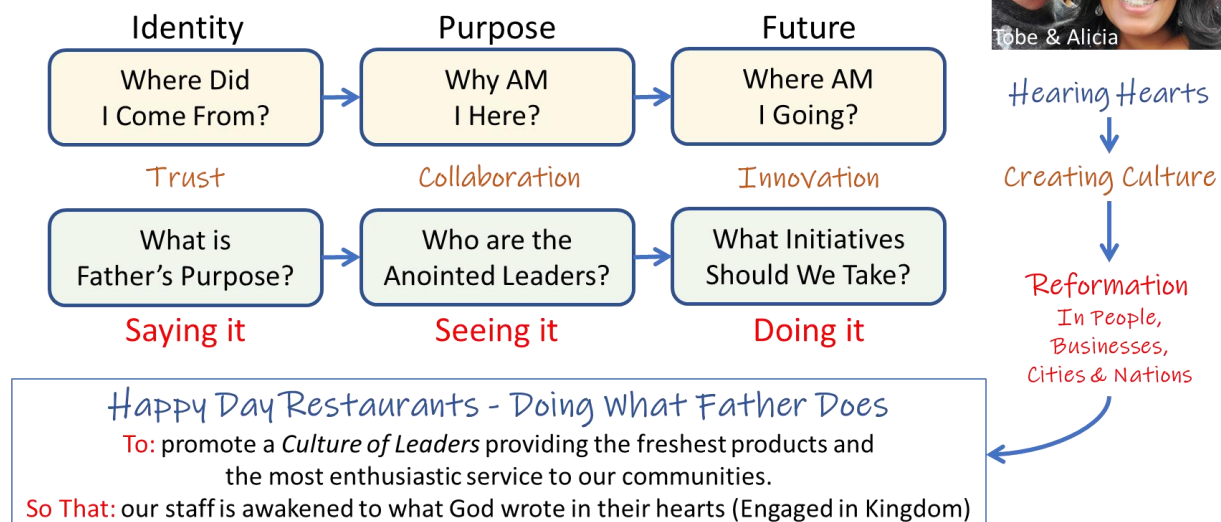 Identity
Purpose
Future
Tobe & Alicia
Where Did
I Come From?
Why AM
I Here?
Where AM
I Going?
Hearing Hearts
Trust
Collaboration
Innovation
Creating Culture
What is
Father's Purpose?
Who are the
Anointed Leaders?
What Initiatives
Should We Take?
Saying it
Seeing it
Doing it
Reformation
In People,
Businesses,
Cities & Nations
Happy Day Restaurants - Doing What Father Does
To: promote a Culture of Leaders providing the freshest products and
the most enthusiastic service to our communities.
So That: our staff is awakened to what God wrote in their hearts (Engaged in Kingdom)